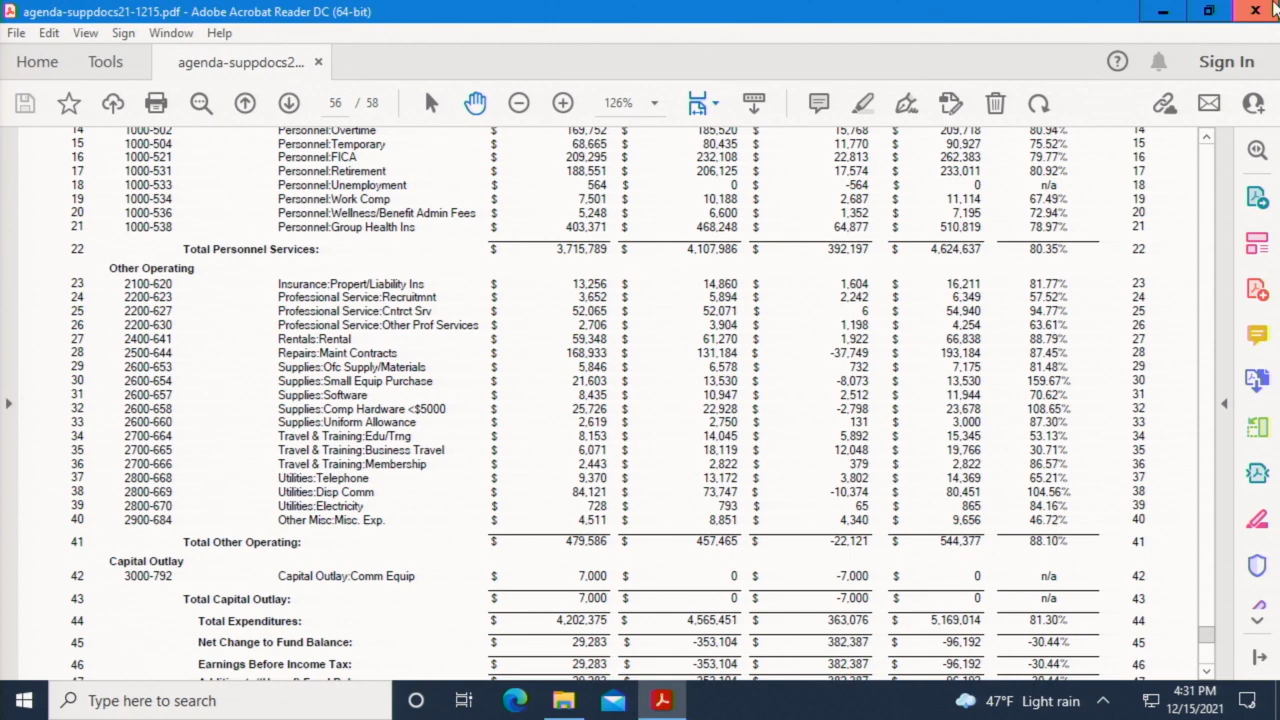 agenda-suppdocs21-1215.pdf - Adobe Acrobat Reader DC (64-bit)
File Edit View Sign Window Help
Home Tools agenda-suppdocs2... × Sign In
56 / 58 126%
14 1000-502 Personnel:Overtime $ 169,752 $ 185,520 $ 15,768 $ 209,718 80.94% 14
15 1000-504 Personnel:Temporary $ 68,665 $ 80,435 $ 11,770 $ 90,927 75.52% 15
16 1000-521 Personnel:FICA $ 209,295 $ 232,108 $ 22,813 $ 262,383 79.77% 16
17 1000-531 Personnel:Retirement $ 188,551 $ 206,125 $ 17,574 $ 233,011 80.92% 17
18 1000-533 Personnel:Unemployment $ 564 $ 0 $ -564 $ 0 n/a 18
19 1000-534 Personnel:Work Comp $ 7,501 $ 10,188 $ 2,687 $ 11,114 67.49% 19
20 1000-536 Personnel:Wellness/Benefit Admin Fees $ 5,248 $ 6,600 $ 1,352 $ 7,195 72.94% 20
21 1000-538 Personnel:Group Health Ins $ 403,371 $ 468,248 $ 64,877 $ 510,819 78.97% 21
22 Total Personnel Services: $ 3,715,789 $ 4,107,986 $ 392,197 $ 4,624,637 80.35% 22
Other Operating
23 2100-620 Insurance:Propert/Liability Ins $ 13,256 $ 14,860 $ 1,604 $ 16,211 81.77% 23
24 2200-623 Professional Service:Recruitmnt $ 3,652 $ 5,894 $ 2,242 $ 6,349 57.52% 24
25 2200-627 Professional Service:Cntrct Srv $ 52,065 $ 52,071 $ 6 $ 54,940 94.77% 25
26 2200-630 Professional Service:Other Prof Services $ 2,706 $ 3,904 $ 1,198 $ 4,254 63.61% 26
27 2400-641 Rentals:Rental $ 59,348 $ 61,270 $ 1,922 $ 66,838 88.79% 27
28 2500-644 Repairs:Maint Contracts $ 168,933 $ 131,184 $ -37,749 $ 193,184 87.45% 28
29 2600-653 Supplies:Ofc Supply/Materials $ 5,846 $ 6,578 $ 732 $ 7,175 81.48% 29
30 2600-654 Supplies:Small Equip Purchase $ 21,603 $ 13,530 $ -8,073 $ 13,530 159.67% 30
31 2600-657 Supplies:Software $ 8,435 $ 10,947 $ 2,512 $ 11,944 70.62% 31
32 2600-658 Supplies:Comp Hardware <$5000 $ 25,726 $ 22,928 $ -2,798 $ 23,678 108.65% 32
33 2600-660 Supplies:Uniform Allowance $ 2,619 $ 2,750 $ 131 $ 3,000 87.30% 33
34 2700-664 Travel & Training:Edu/Trng $ 8,153 $ 14,045 $ 5,892 $ 15,345 53.13% 34
35 2700-665 Travel & Training:Business Travel $ 6,071 $ 18,119 $ 12,048 $ 19,766 30.71% 35
36 2700-666 Travel & Training:Membership $ 2,443 $ 2,822 $ 379 $ 2,822 86.57% 36
37 2800-668 Utilities:Telephone $ 9,370 $ 13,172 $ 3,802 $ 14,369 65.21% 37
38 2800-669 Utilities:Disp Comm $ 84,121 $ 73,747 $ -10,374 $ 80,451 104.56% 38
39 2800-670 Utilities:Electricity $ 728 $ 793 $ 65 $ 865 84.16% 39
40 2900-684 Other Misc:Misc. Exp. $ 4,511 $ 8,851 $ 4,340 $ 9,656 46.72% 40
41 Total Other Operating: $ 479,586 $ 457,465 $ -22,121 $ 544,377 88.10% 41
Capital Outlay
42 3000-792 Capital Outlay:Comm Equip $ 7,000 $ 0 $ -7,000 $ 0 n/a 42
43 Total Capital Outlay: $ 7,000 $ 0 $ -7,000 $ 0 n/a 43
44 Total Expenditures: $ 4,202,375 $ 4,565,451 $ 363,076 $ 5,169,014 81.30% 44
45 Net Change to Fund Balance: $ 29,283 $ -353,104 $ 382,387 $ -96,192 -30.44% 45
46 Earnings Before Income Tax: $ 29,283 $ -353,104 $ 382,387 $ -96,192 -30.44% 46
Type here to search 47°F Light rain 4:31 PM
12/15/2021